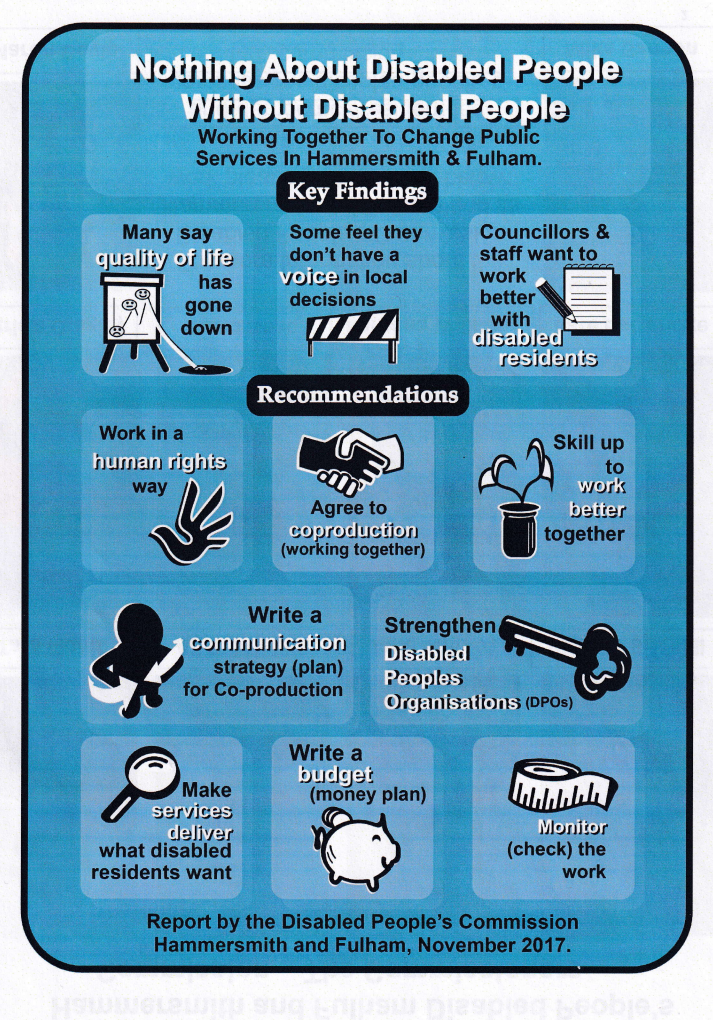 Nothing About Disabled People
Without Disabled People
Working Together To Change Public
Services In Hammersmith & Fulham.
Key Findings
Many say
quality of life
has
gone
down
Some feel they
don't have a
voice in local
decisions
Councillors &
staff want to
work
better
with
disabled
residents
Recommendations
Work in a
human rights
way
Agree to
coproduction
(working together)
Skill up
to
work
better
together
Write a
communication
strategy (plan)
for Co-production
Strengthen
Disabled
Peoples
Organisations (DPOs)
Make
services
deliver
what disabled
residents want
Write a
budget
(money plan)
Monitor
(check) the
work
Report by the Disabled People's Commission
Hammersmith and Fulham, November 2017.